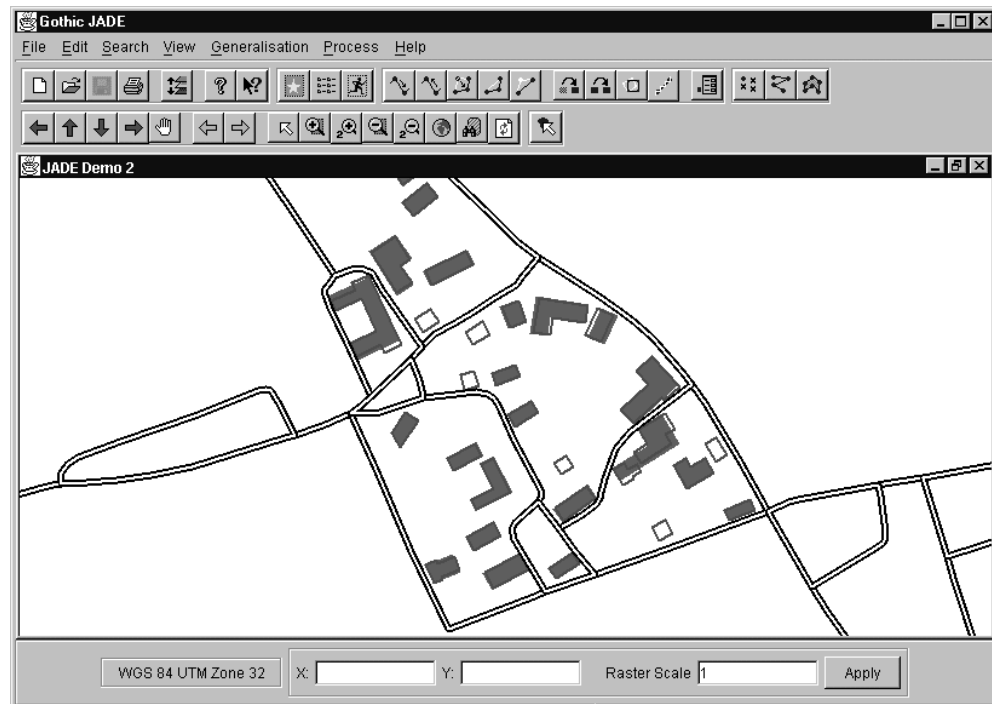 Gothic JADE
File Edit Search View Generalisation Process Help
JADE Demo 2
WGS 84 UTM Zone 32 X: Y: Raster Scale 1 Apply